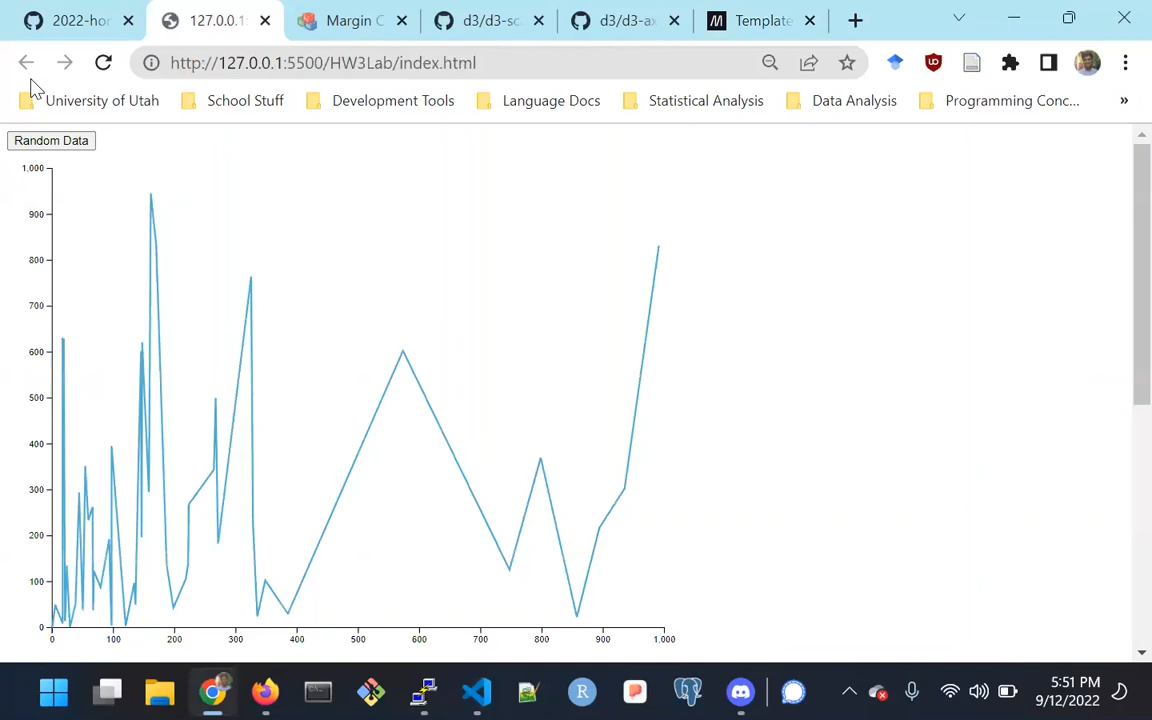 2022-hor
127.0.0.1:
Margin C
d3/d3-sc
d3/d3-ax
Template
http://127.0.0.1:5500/HW3Lab/index.html
University of Utah
School Stuff
Development Tools
Language Docs
Statistical Analysis
Data Analysis
Programming Conc...
»
Random Data
1,000
900
800
700
600
500
400
300
200
100
0
0 100 200 300 400 500 600 700 800 900 1,000
5:51 PM
9/12/2022